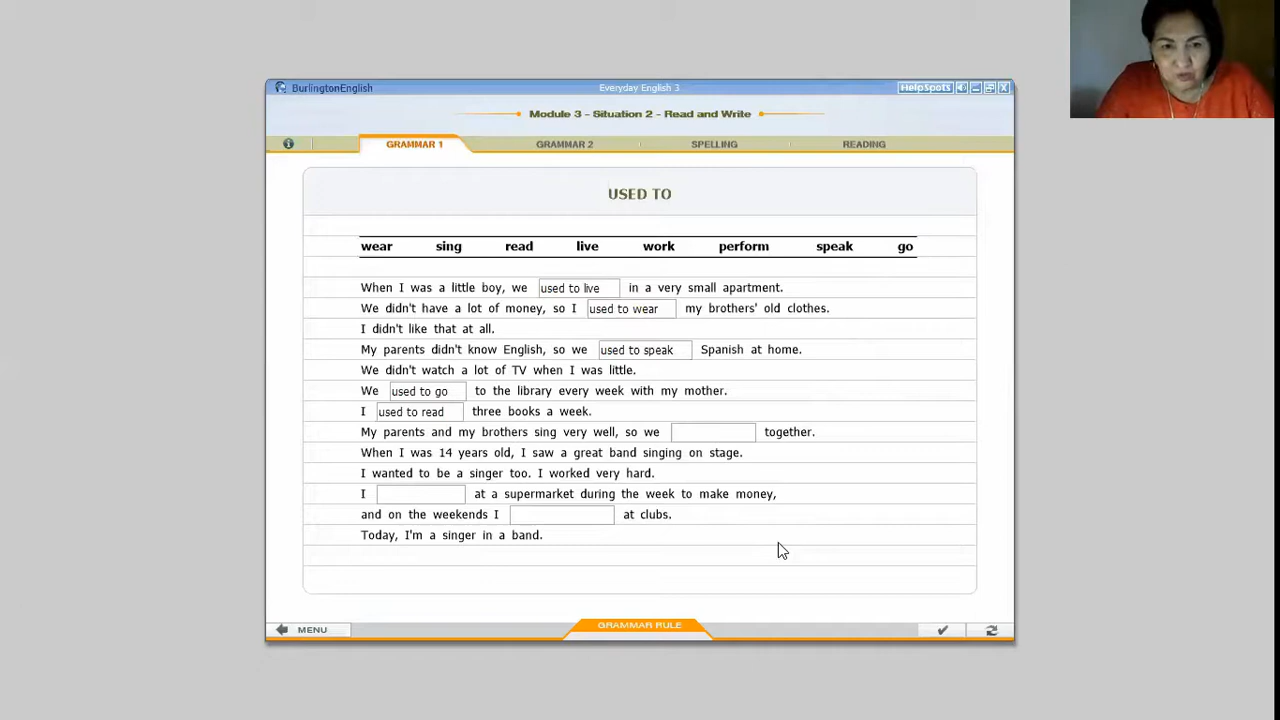 BurlingtonEnglish
Everyday English 3
HelpSpots
Module 3 - Situation 2 - Read and Write
GRAMMAR 1
GRAMMAR 2
SPELLING
READING
USED TO
wear sing read live work perform speak go
When I was a little boy, we used to live in a very small apartment.
We didn't have a lot of money, so I used to wear my brothers' old clothes.
I didn't like that at all.
My parents didn't know English, so we used to speak Spanish at home.
We didn't watch a lot of TV when I was little.
We used to go to the library every week with my mother.
I used to read three books a week.
My parents and my brothers sing very well, so we together.
When I was 14 years old, I saw a great band singing on stage.
I wanted to be a singer too. I worked very hard.
I at a supermarket during the week to make money,
and on the weekends I at clubs.
Today, I'm a singer in a band.
MENU
GRAMMAR RULE